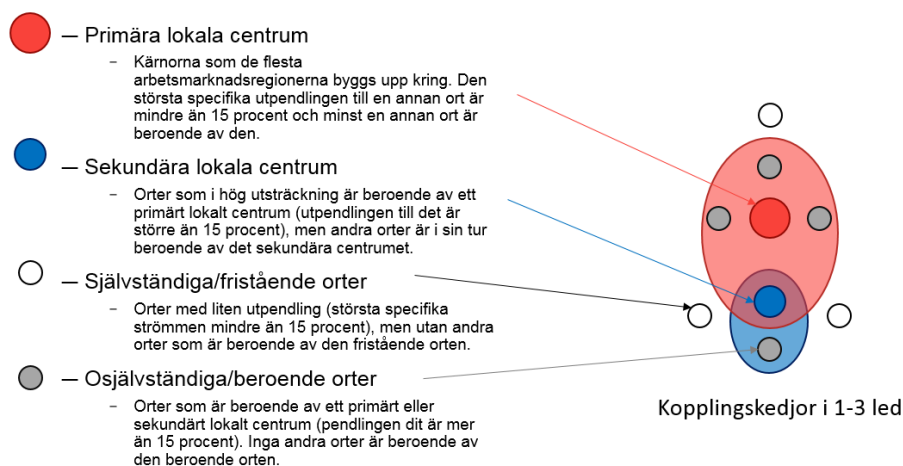 — Primära lokala centrum
– Kärnorna som de flesta
arbetsmarknadsregionerna byggs upp kring. Den
största specifika utpendlingen till en annan ort är
mindre än 15 procent och minst en annan ort är
beroende av den.
— Sekundära lokala centrum
– Orter som i hög utsträckning är beroende av ett
primärt lokalt centrum (utpendlingen till det är
större än 15 procent), men andra orter är i sin tur
beroende av det sekundära centrumet.
— Självständiga/fristående orter
– Orter med liten utpendling (största specifika
strömmen mindre än 15 procent), men utan andra
orter som är beroende av den fristående orten.
— Osjälvständiga/beroende orter
– Orter som är beroende av ett primärt eller
sekundärt lokalt centrum (pendlingen dit är mer
än 15 procent). Inga andra orter är beroende av
den beroende orten.
Kopplingskedjor i 1-3 led